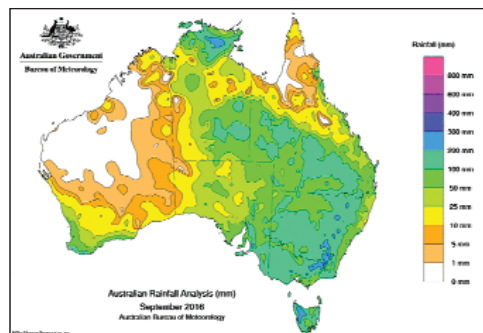 Australian Government
Bureau of Meteorology
Rainfall (mm)
800 mm
600 mm
400 mm
300 mm
200 mm
100 mm
50 mm
25 mm
10 mm
5 mm
1 mm
0 mm
Australian Rainfall Analysis (mm)
September 2016
Australian Bureau of Meteorology